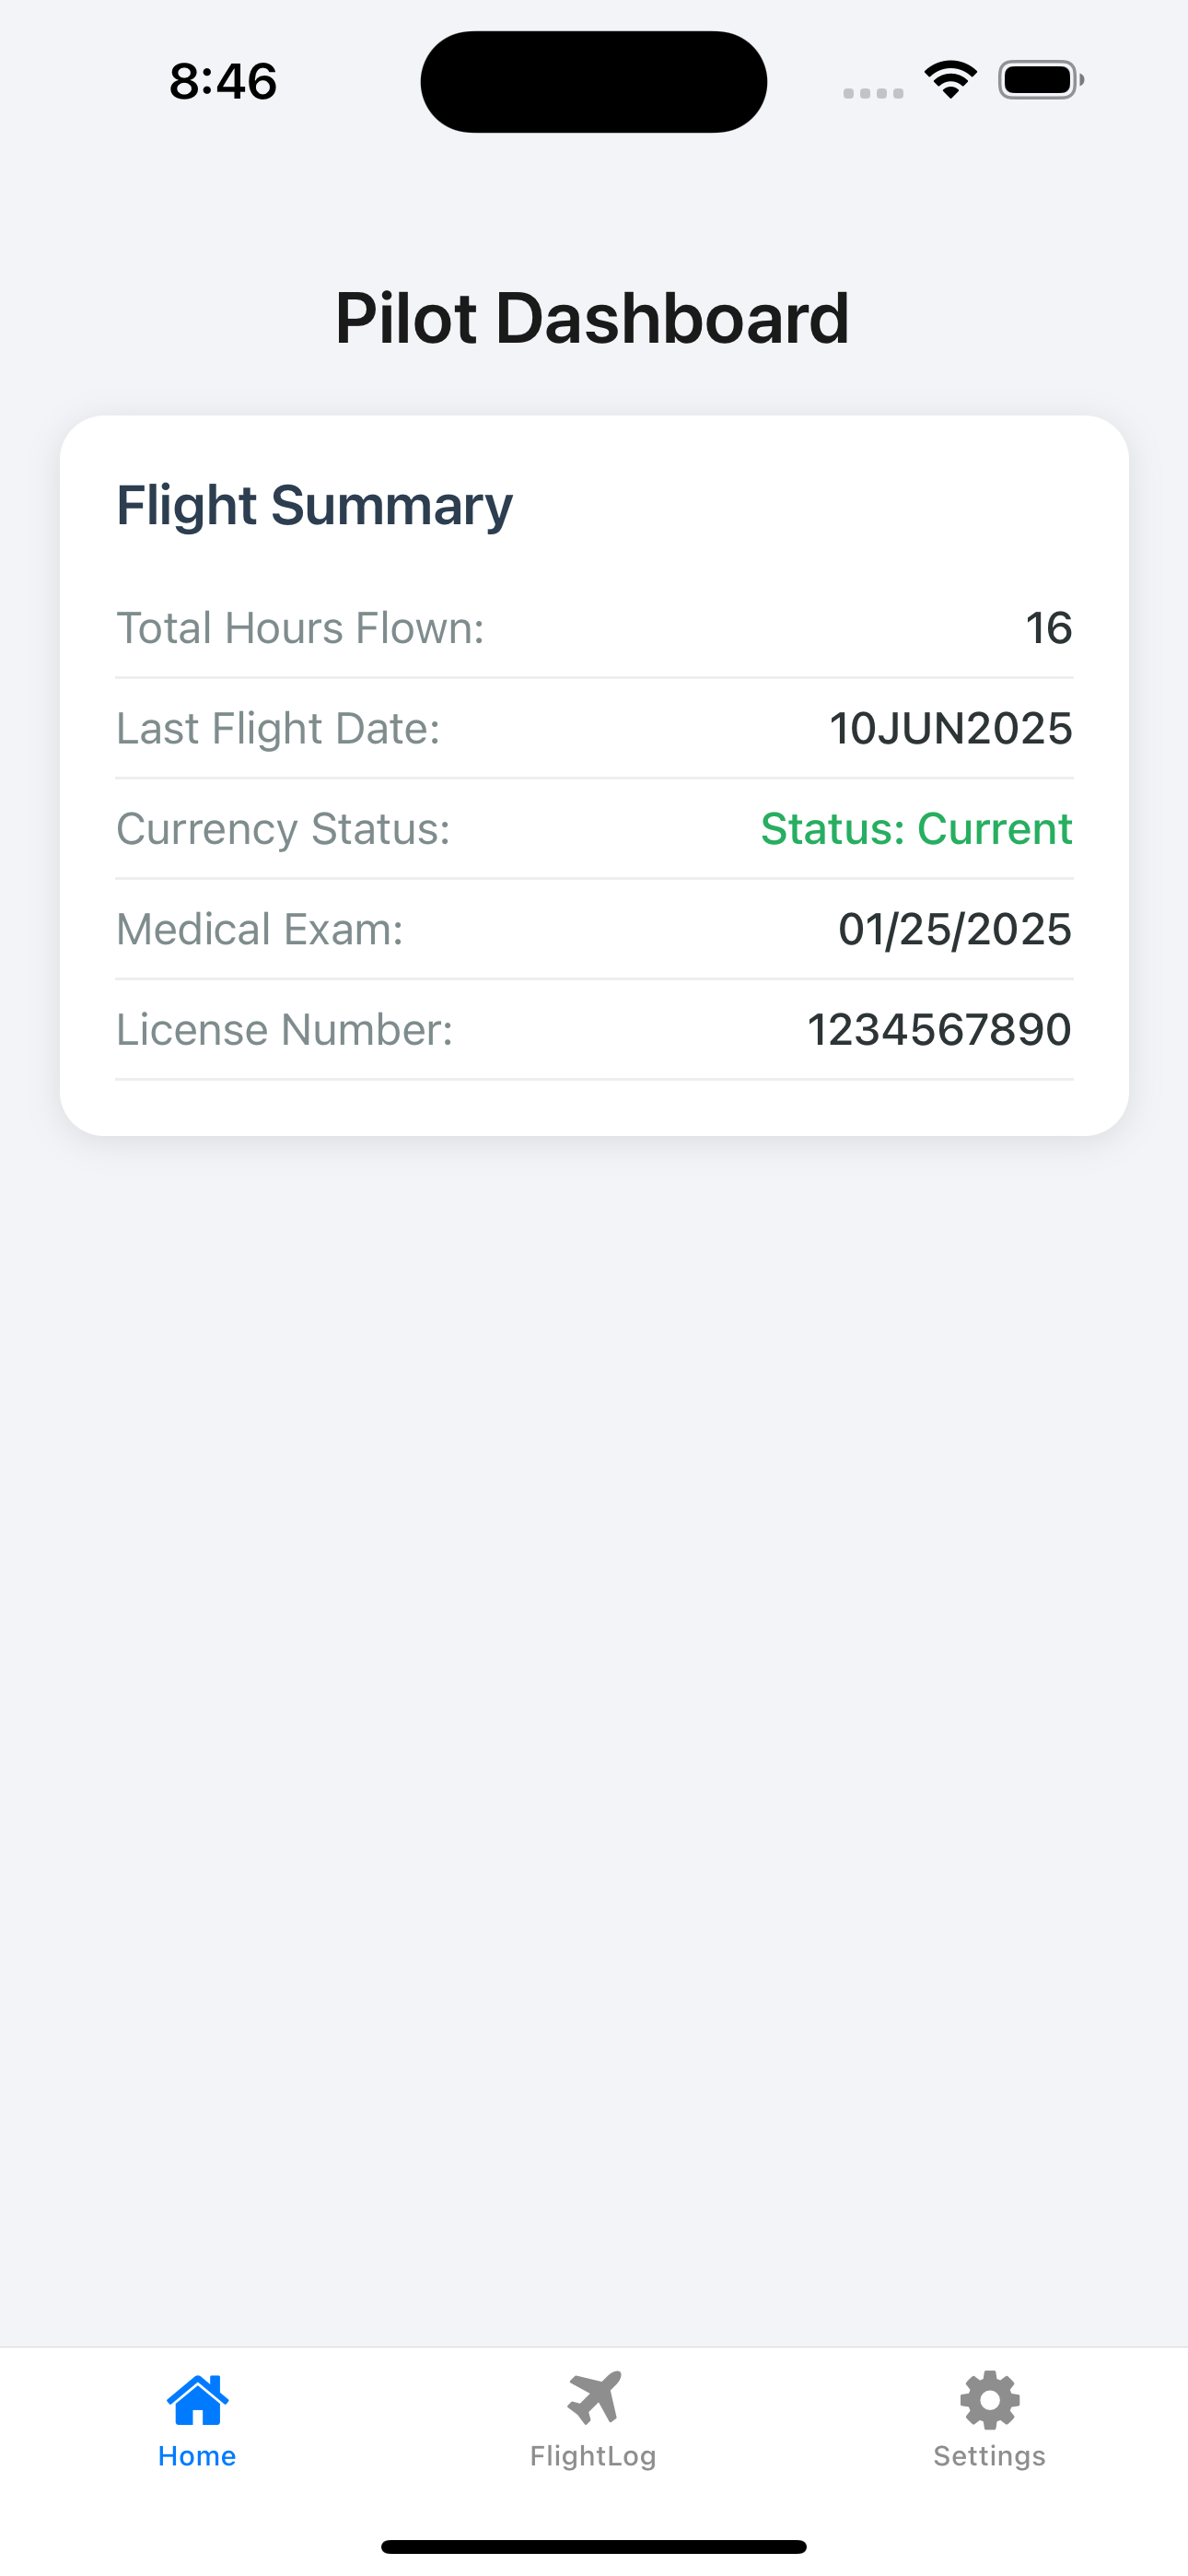 8:46
Pilot Dashboard
Flight Summary
Total Hours Flown: 16
Last Flight Date: 10JUN2025
Currency Status: Status: Current
Medical Exam: 01/25/2025
License Number: 1234567890
Home FlightLog Settings